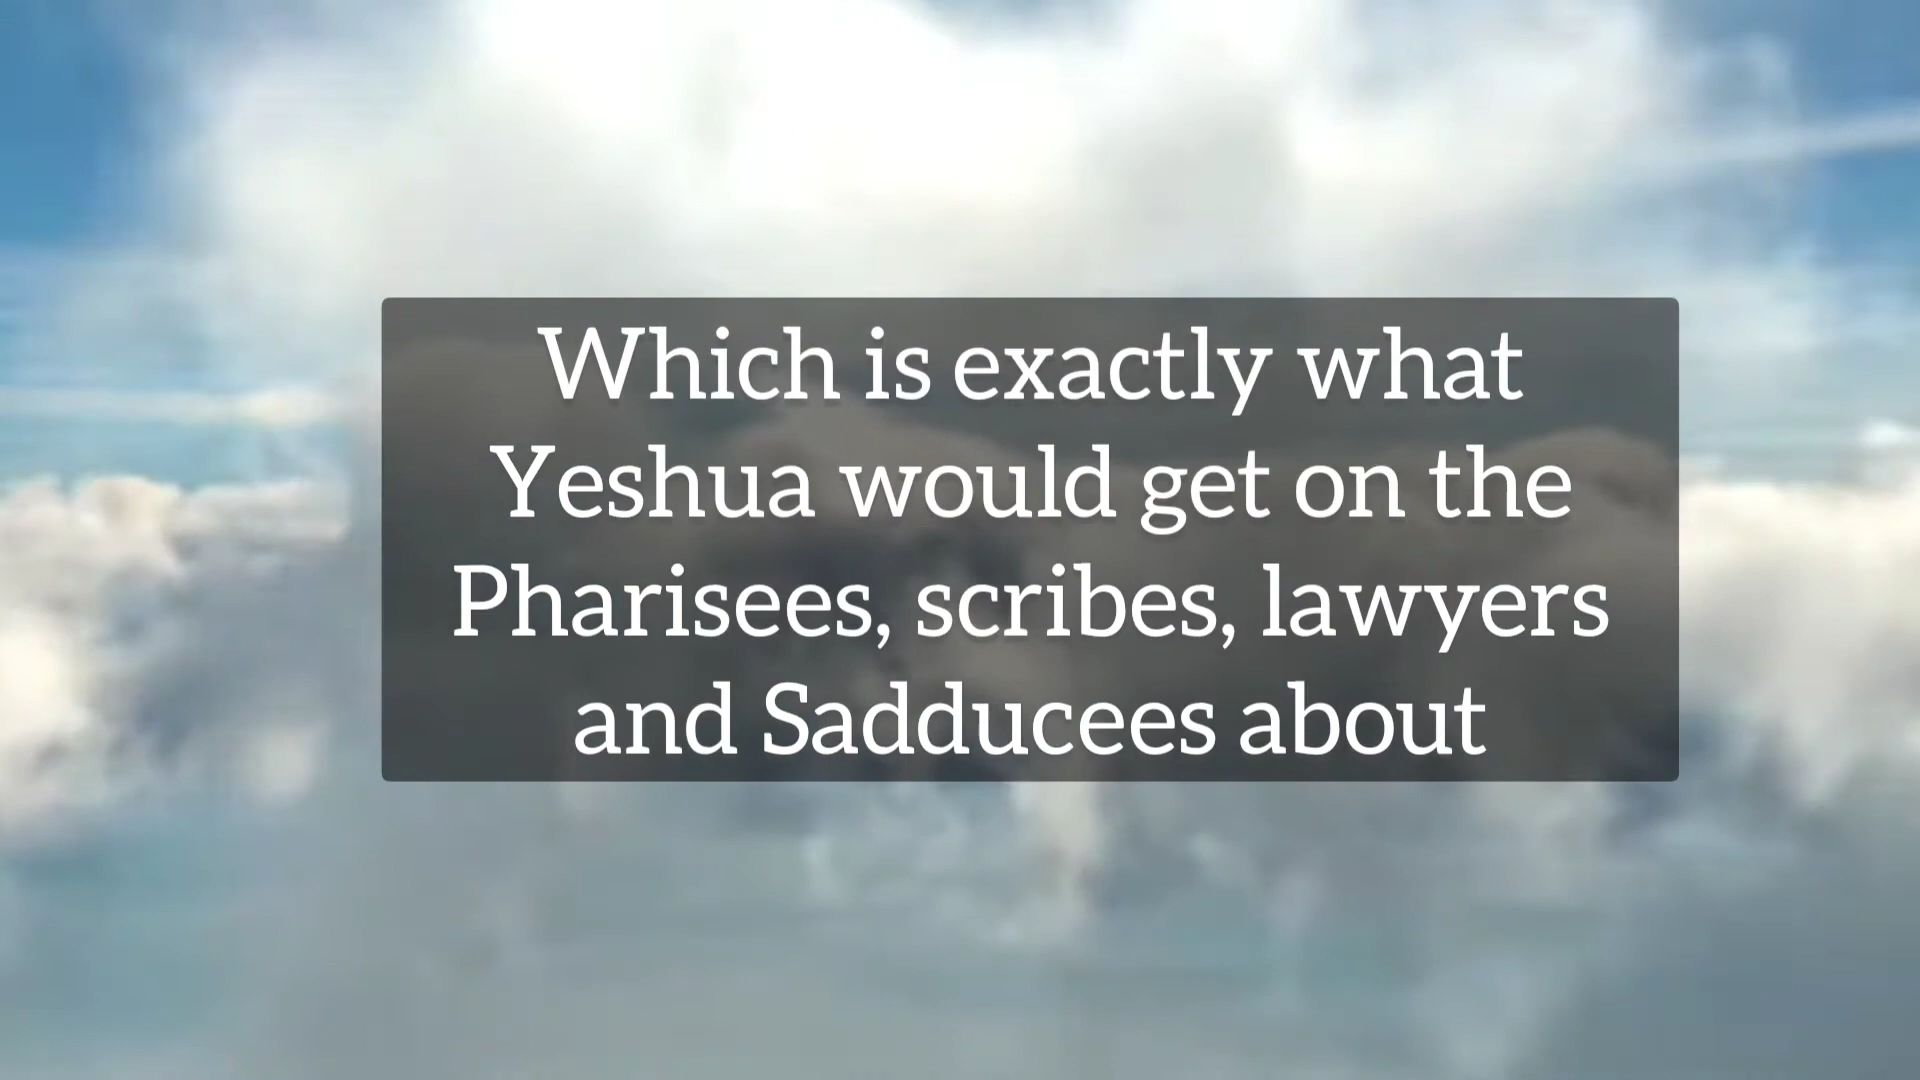 Which is exactly what
Yeshua would get on the
Pharisees, scribes, lawyers
and Sadducees about